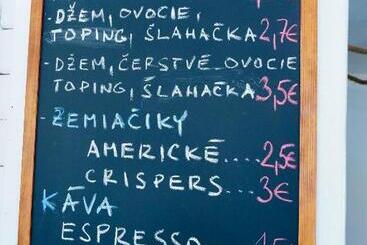 - DŽEM, OVOCIE,
TOPING, ŠLAHAČKA 2,7€
- DŽEM, ČERSTVÉ OVOCIE
TOPING, ŠLAHAČKA 3,5€
- ZEMIAČIKY
AMERICKÉ.... 2,5€
CRISPERS.... 3€
KÁVA
ESPRESSO